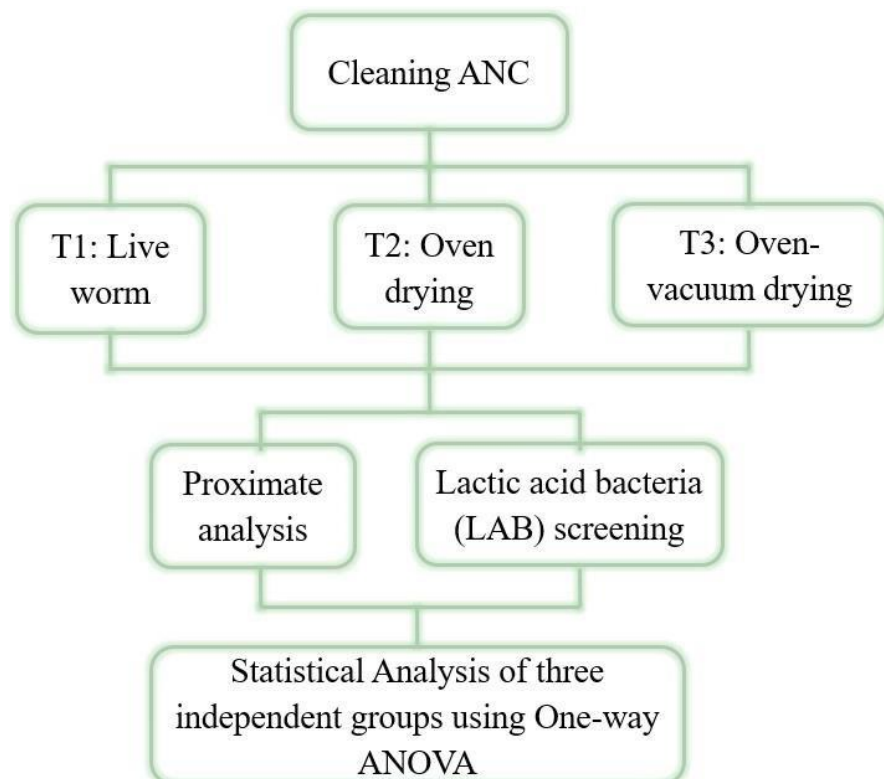 Cleaning ANC
T1: Live
worm
T2: Oven
drying
T3: Oven-
vacuum drying
Proximate
analysis
Lactic acid bacteria
(LAB) screening
Statistical Analysis of three
independent groups using One-way
ANOVA